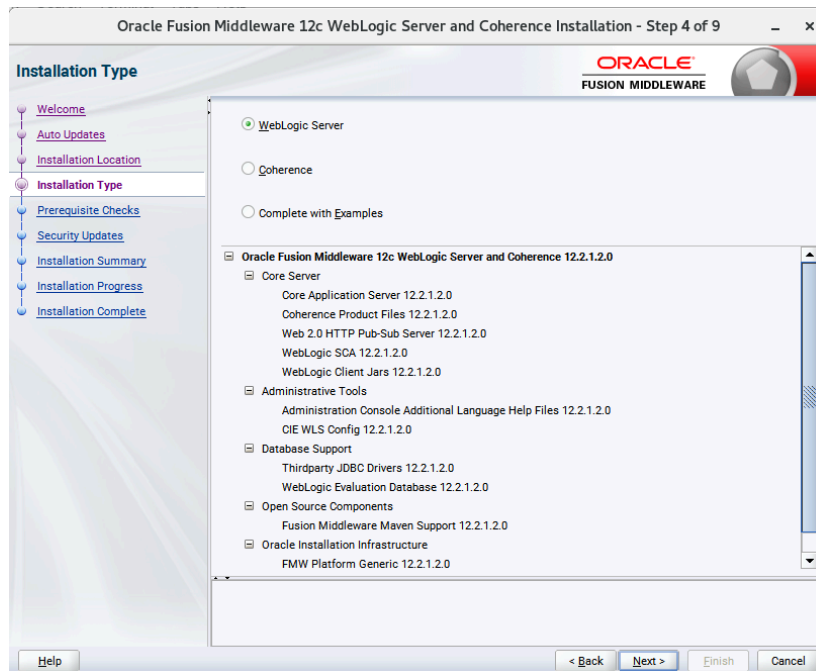 Oracle Fusion Middleware 12c WebLogic Server and Coherence Installation - Step 4 of 9
Installation Type
ORACLE
FUSION MIDDLEWARE
Welcome
Auto Updates
Installation Location
Installation Type
Prerequisite Checks
Security Updates
Installation Summary
Installation Progress
Installation Complete
WebLogic Server
Coherence
Complete with Examples
Oracle Fusion Middleware 12c WebLogic Server and Coherence 12.2.1.2.0
Core Server
Core Application Server 12.2.1.2.0
Coherence Product Files 12.2.1.2.0
Web 2.0 HTTP Pub-Sub Server 12.2.1.2.0
WebLogic SCA 12.2.1.2.0
WebLogic Client Jars 12.2.1.2.0
Administrative Tools
Administration Console Additional Language Help Files 12.2.1.2.0
CIE WLS Config 12.2.1.2.0
Database Support
Thirdparty JDBC Drivers 12.2.1.2.0
WebLogic Evaluation Database 12.2.1.2.0
Open Source Components
Fusion Middleware Maven Support 12.2.1.2.0
Oracle Installation Infrastructure
FMW Platform Generic 12.2.1.2.0
Help
< Back
Next >
Finish
Cancel